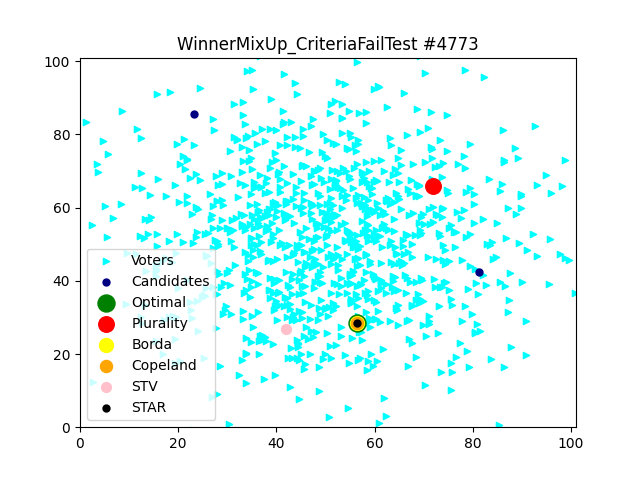 WinnerMixUp_CriteriaFailTest #4773
100
80
60
40
20
0
Voters
Candidates
Optimal
Plurality
Borda
Copeland
STV
STAR
0 20 40 60 80 100